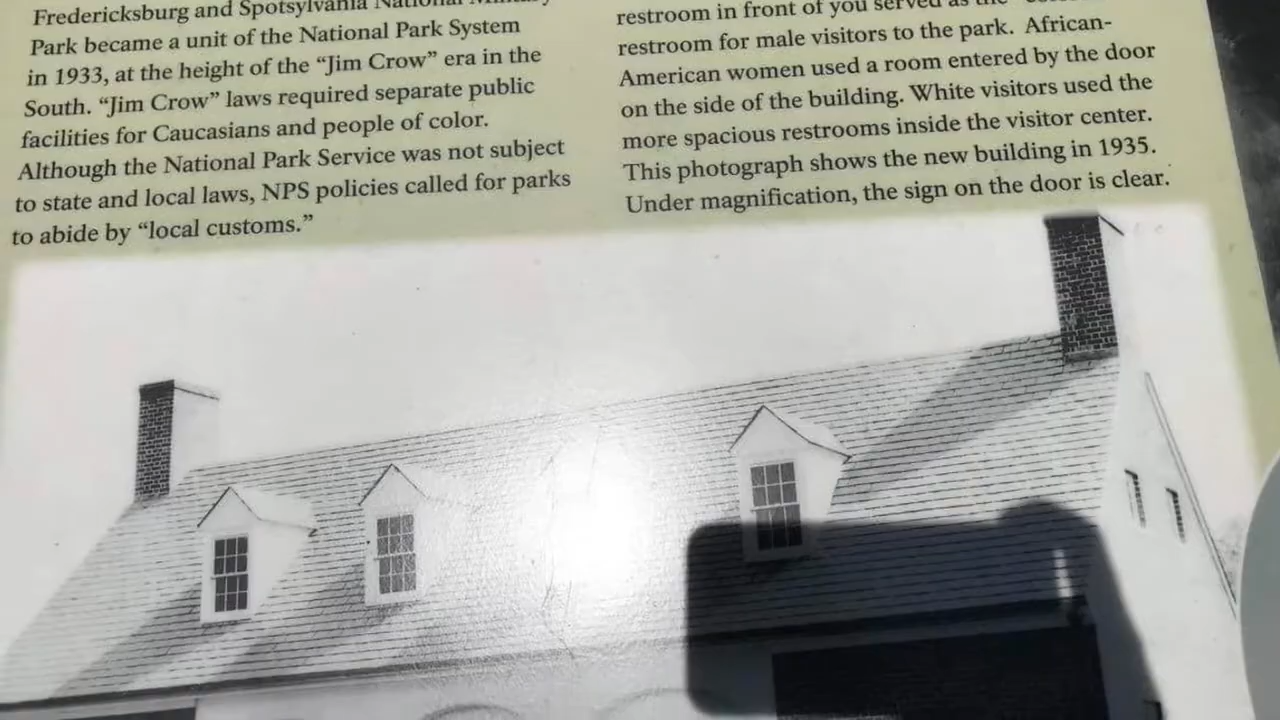 Fredericksburg and Spotsylvania National Military
Park became a unit of the National Park System
in 1933, at the height of the “Jim Crow” era in the
South. “Jim Crow” laws required separate public
facilities for Caucasians and people of color.
Although the National Park Service was not subject
to state and local laws, NPS policies called for parks
to abide by “local customs.”
restroom in front of you served as the
restroom for male visitors to the park. African-
American women used a room entered by the door
on the side of the building. White visitors used the
more spacious restrooms inside the visitor center.
This photograph shows the new building in 1935.
Under magnification, the sign on the door is clear.